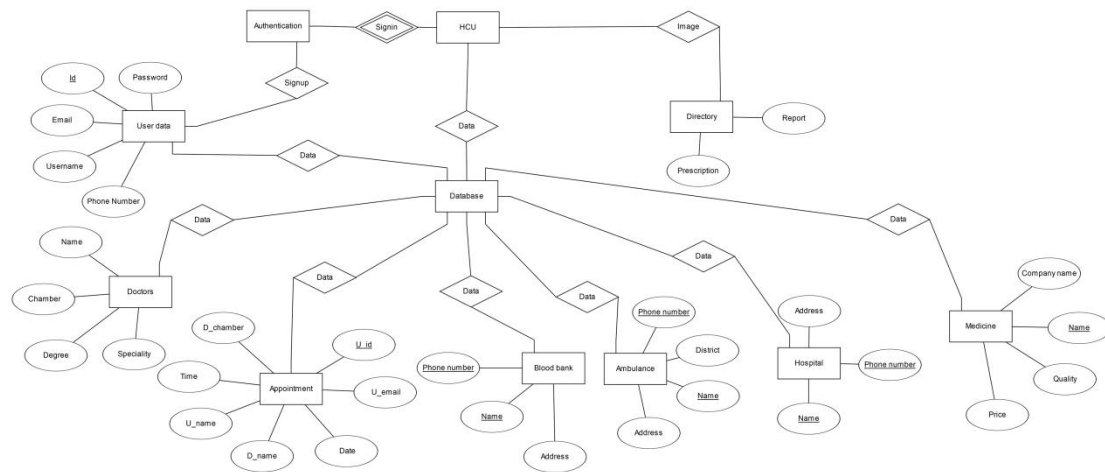 Authentication
Signin
HCU
Image
Signup
Id
Password
Email
User data
Username
Phone Number
Data
Data
Directory
Report
Prescription
Database
Data
Data
Data
Data
Data
Data
Name
Chamber
Doctors
Degree
Speciality
D_chamber
U_id
Time
Appointment
U_email
U_name
D_name
Date
Phone number
Blood bank
Name
Address
Phone number
District
Ambulance
Name
Address
Address
Hospital
Phone number
Name
Company name
Medicine
Name
Quality
Price